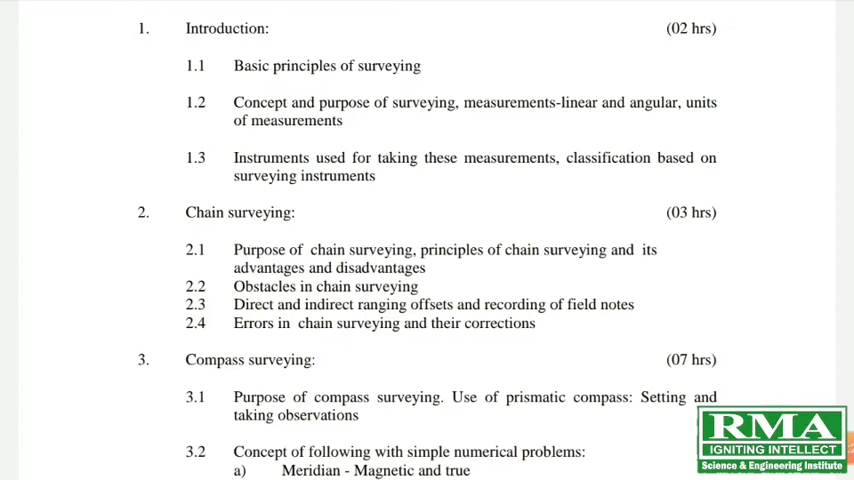 1. Introduction: (02 hrs)
1.1 Basic principles of surveying
1.2 Concept and purpose of surveying, measurements-linear and angular, units
of measurements
1.3 Instruments used for taking these measurements, classification based on
surveying instruments
2. Chain surveying: (03 hrs)
2.1 Purpose of chain surveying, principles of chain surveying and its
advantages and disadvantages
2.2 Obstacles in chain surveying
2.3 Direct and indirect ranging offsets and recording of field notes
2.4 Errors in chain surveying and their corrections
3. Compass surveying: (07 hrs)
3.1 Purpose of compass surveying. Use of prismatic compass: Setting and
taking observations
3.2 Concept of following with simple numerical problems:
a) Meridian - Magnetic and true
RMA
IGNITING INTELLECT
Science & Engineering Institute